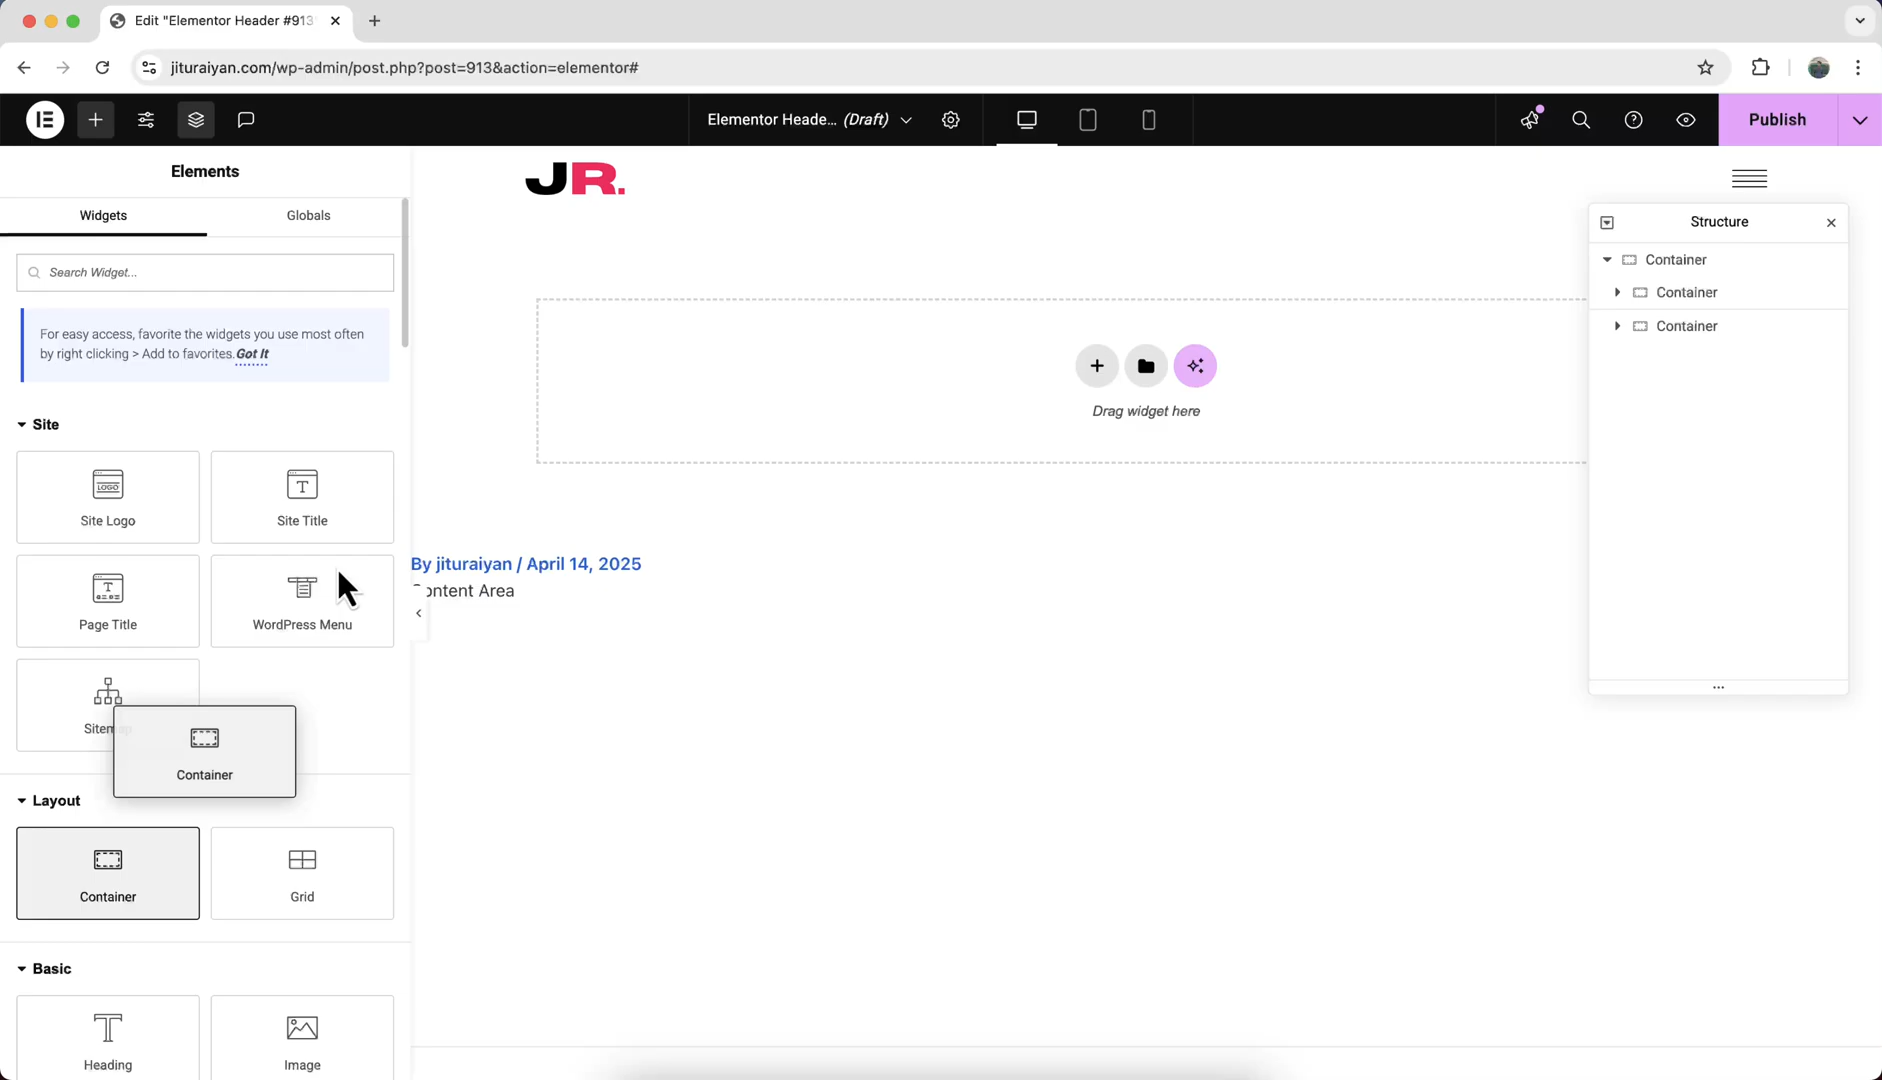 Edit "Elementor Header #913"
jituraiyan.com/wp-admin/post.php?post=913&action=elementor#
Elementor Heade... (Draft)
Publish
Elements
Widgets
Globals
Search Widget...
For easy access, favorite the widgets you use most often
by right clicking > Add to favorites. Got It
Site
LOGO
Site Logo
T
Site Title
T
Page Title
WordPress Menu
Container
Layout
Container
Grid
Basic
Heading
Image
JR.
Drag widget here
By jituraiyan / April 14, 2025
Content Area
Structure
Container
Container
Container